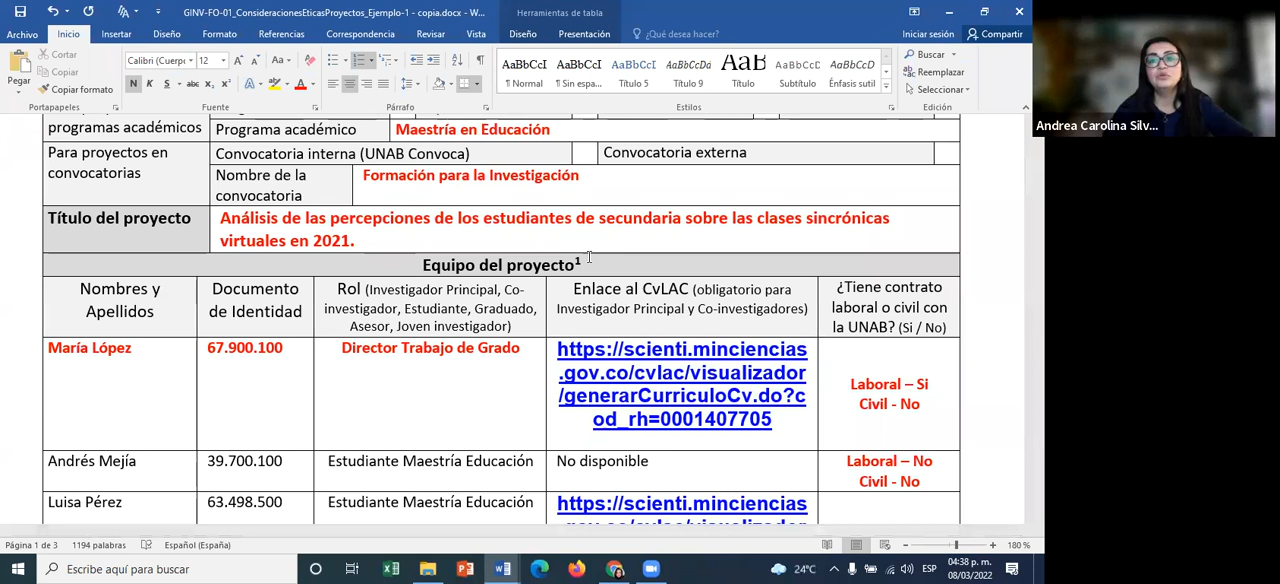 GINV-FO-01_ConsideracionesEticasProyectos_Ejemplo-1 - copia.docx - W...
Herramientas de tabla
Archivo
Inicio
Insertar
Diseño
Formato
Referencias
Correspondencia
Revisar
Vista
Diseño
Presentación
¿Qué desea hacer?
Iniciar sesión
Compartir
Pegar
Cortar
Copiar
Copiar formato
Portapapeles
Calibri (Cuerp
12
N K S abc x₂ x²
Fuente
Párrafo
AaBbCcI AaBbCcI AaBbCcI AaBbCcDa AaB AaBbCcD AaBbCcD
¶ Normal ¶ Sin espa... Título 5 Título 9 Título Subtítulo Énfasis sutil
Estilos
Buscar
Reemplazar
Seleccionar
Edición
Andrea Carolina Silv...
programas académicos
Programa académico
Maestría en Educación
Para proyectos en
convocatorias
Convocatoria interna (UNAB Convoca)
Convocatoria externa
Nombre de la
convocatoria
Formación para la Investigación
Título del proyecto
Análisis de las percepciones de los estudiantes de secundaria sobre las clases sincrónicas
virtuales en 2021.
Equipo del proyecto¹
Nombres y
Apellidos
Documento
de Identidad
Rol (Investigador Principal, Co-
investigador, Estudiante, Graduado,
Asesor, Joven investigador)
Enlace al CvLAC (obligatorio para
Investigador Principal y Co-investigadores)
¿Tiene contrato
laboral o civil con
la UNAB? (Si / No)
María López
67.900.100
Director Trabajo de Grado
https://scienti.minciencias
.gov.co/cvlac/visualizador
/generarCurriculoCv.do?c
od_rh=0001407705
Laboral – Si
Civil - No
Andrés Mejía
39.700.100
Estudiante Maestría Educación
No disponible
Laboral – No
Civil - No
Luisa Pérez
63.498.500
Estudiante Maestría Educación
https://scienti.minciencias
Página 1 de 3
1194 palabras
Español (España)
180 %
Escribe aquí para buscar
24°C
ESP
04:38 p. m.
08/03/2022